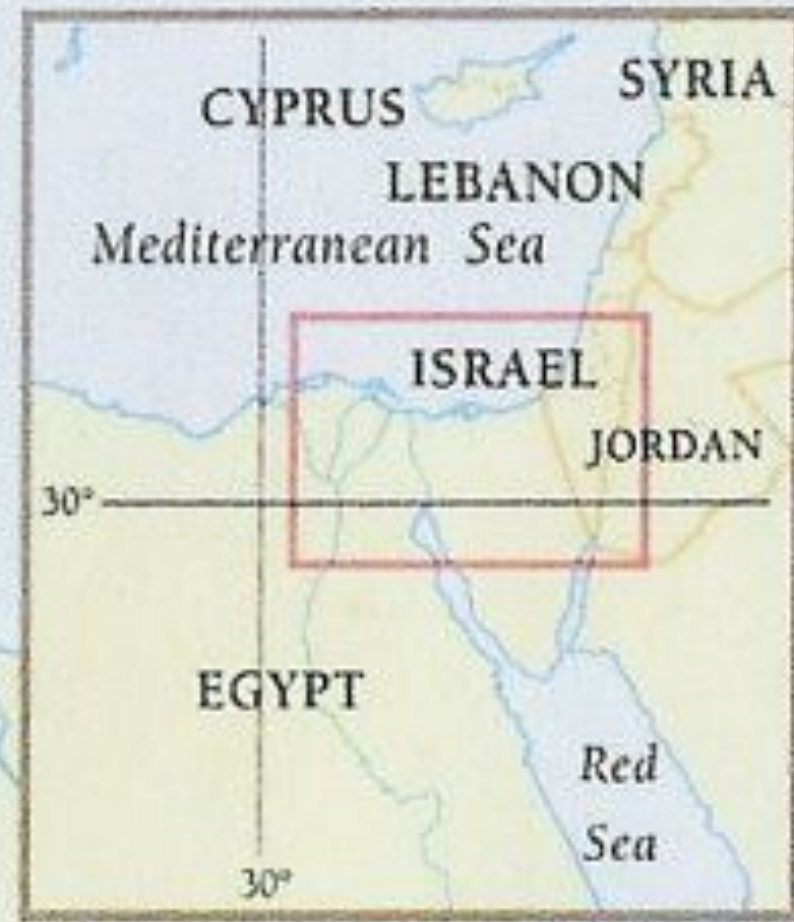 SYRIA
CYPRUS
LEBANON
Mediterranean Sea
ISRAEL
JORDAN
30°
EGYPT
Red
Sea
30°